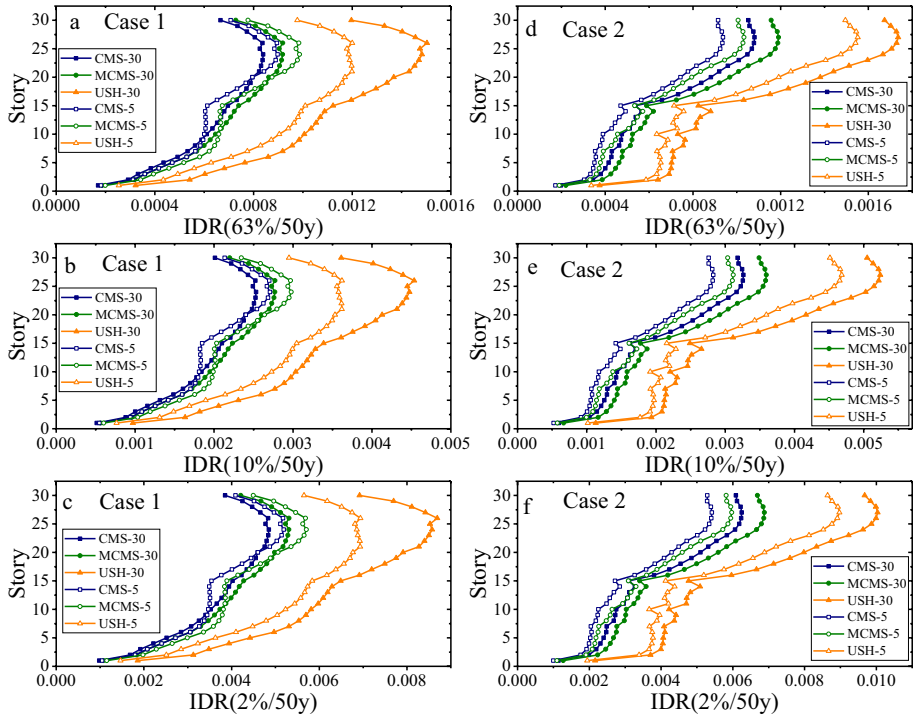 a
Case 1
CMS-30
MCMS-30
USH-30
CMS-5
MCMS-5
USH-5
Story
30
25
20
15
10
5
0
0.0000
0.0004
0.0008
0.0012
0.0016
IDR(63%/50y)
d
Case 2
CMS-30
MCMS-30
USH-30
CMS-5
MCMS-5
USH-5
Story
30
25
20
15
10
5
0
0.0000
0.0004
0.0008
0.0012
0.0016
IDR(63%/50y)
b
Case 1
CMS-30
MCMS-30
USH-30
CMS-5
MCMS-5
USH-5
Story
30
25
20
15
10
5
0
0.000
0.001
0.002
0.003
0.004
0.005
IDR(10%/50y)
e
Case 2
CMS-30
MCMS-30
USH-30
CMS-5
MCMS-5
USH-5
Story
30
25
20
15
10
5
0
0.000
0.001
0.002
0.003
0.004
0.005
IDR(10%/50y)
c
Case 1
CMS-30
MCMS-30
USH-30
CMS-5
MCMS-5
USH-5
Story
30
25
20
15
10
5
0
0.000
0.002
0.004
0.006
0.008
IDR(2%/50y)
f
Case 2
CMS-30
MCMS-30
USH-30
CMS-5
MCMS-5
USH-5
Story
30
25
20
15
10
5
0
0.000
0.002
0.004
0.006
0.008
0.010
IDR(2%/50y)